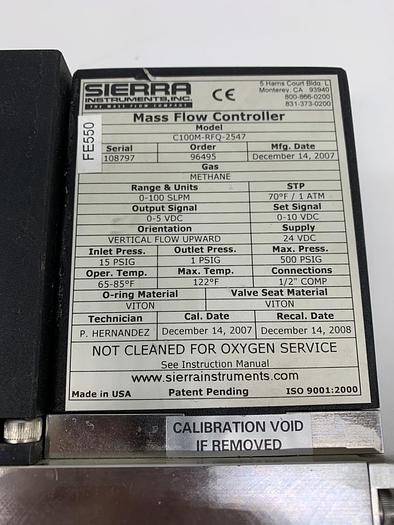 SIERRA
INSTRUMENTS, INC.
THE MASS FLOW COMPANY
CE
5 Harris Court Bldg. L
Monterey, CA 93940
800-866-0200
831-373-0200
FE550
Mass Flow Controller
Model
C100M-RFQ-2547
Serial Order Mfg. Date
108797 96495 December 14, 2007
Gas
METHANE
Range & Units STP
0-100 SLPM 70°F / 1 ATM
Output Signal Set Signal
0-5 VDC 0-10 VDC
Orientation Supply
VERTICAL FLOW UPWARD 24 VDC
Inlet Press. Outlet Press. Max. Press.
15 PSIG 1 PSIG 500 PSIG
Oper. Temp. Max. Temp. Connections
65-85°F 122°F 1/2" COMP
O-ring Material Valve Seat Material
VITON VITON
Technician Cal. Date Recal. Date
P. HERNANDEZ December 14, 2007 December 14, 2008
NOT CLEANED FOR OXYGEN SERVICE
See Instruction Manual
www.sierrainstruments.com
Made in USA Patent Pending ISO 9001:2000
CALIBRATION VOID
IF REMOVED